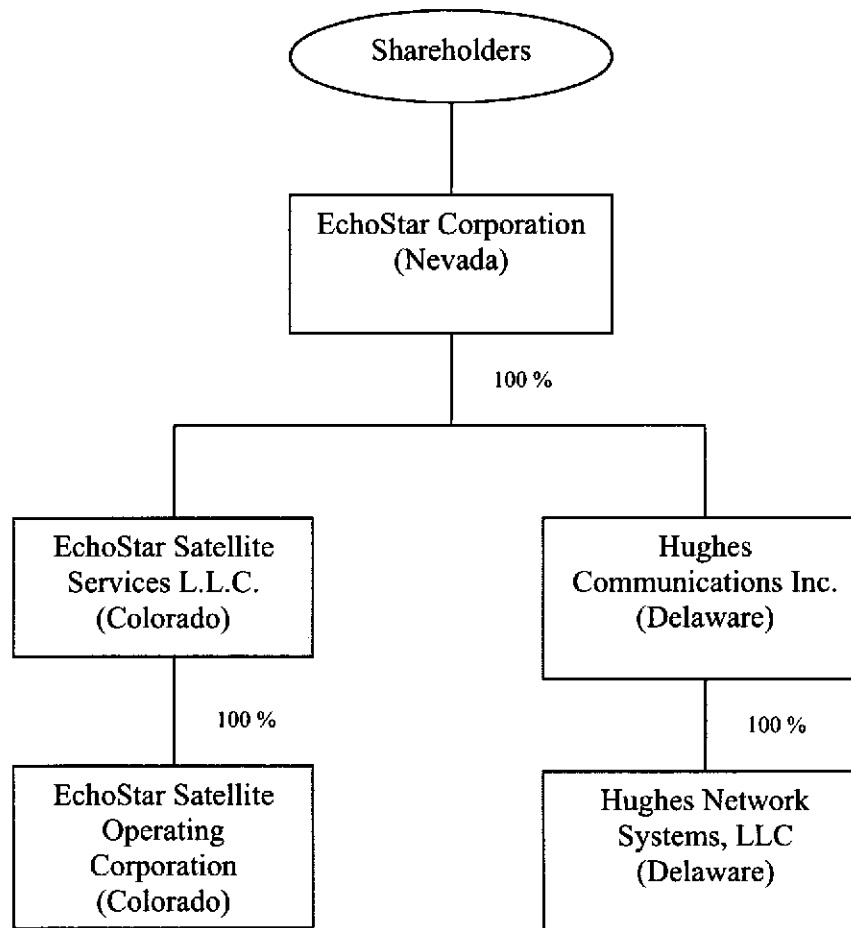 Shareholders
EchoStar Corporation
(Nevada)
100 %
EchoStar Satellite
Services L.L.C.
(Colorado)
Hughes
Communications Inc.
(Delaware)
100 %
100 %
EchoStar Satellite
Operating
Corporation
(Colorado)
Hughes Network
Systems, LLC
(Delaware)